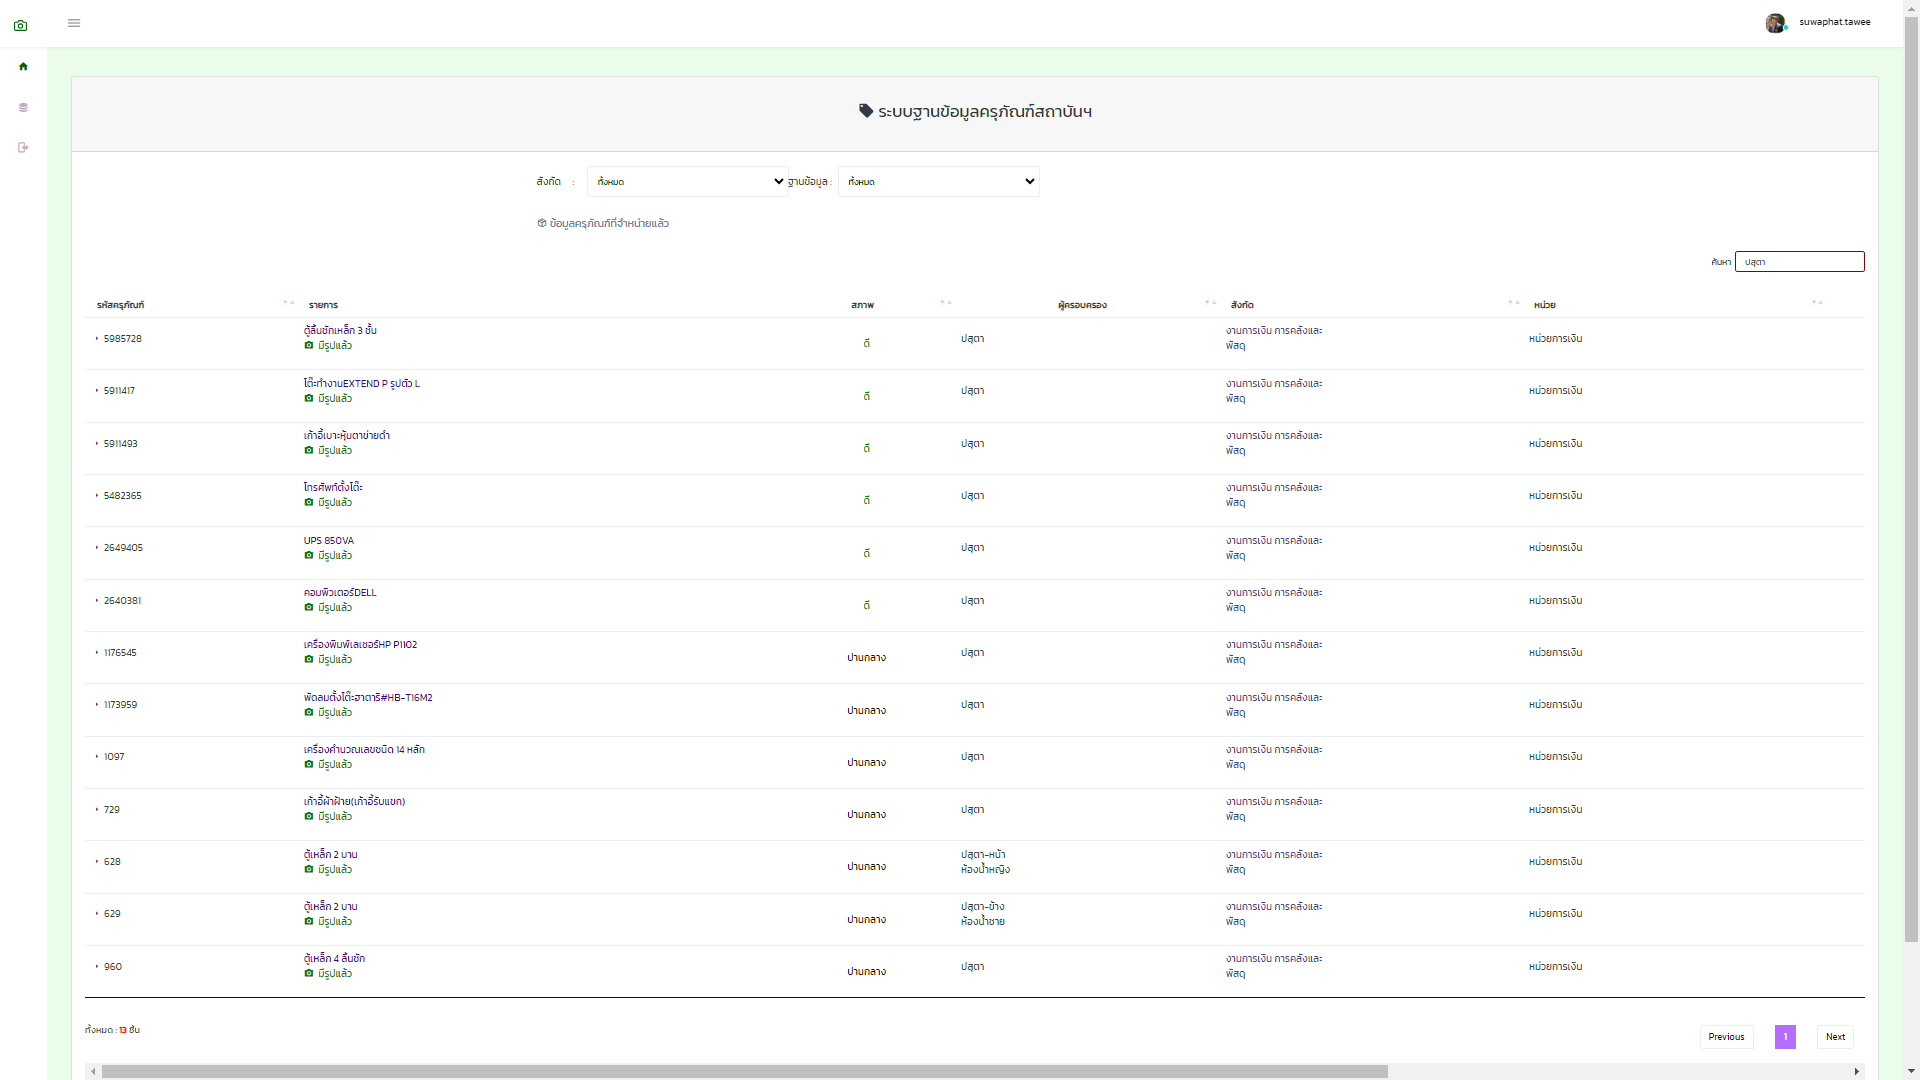 suwaphat.tawee
ระบบฐานข้อมูลครุภัณฑ์สถาบันฯ
สังกัด : ทั้งหมด ฐานข้อมูล : ทั้งหมด
ข้อมูลครุภัณฑ์ที่จำหน่ายแล้ว
ค้นหา ปสุตา
รหัสครุภัณฑ์ รายการ สภาพ ผู้ครอบครอง สังกัด หน่วย
5985728 ตู้ลิ้นชักเหล็ก 3 ชั้น ดี ปสุตา งานการเงิน การคลังและ หน่วยการเงิน
มีรูปแล้ว พัสดุ
5911417 โต๊ะทำงานEXTEND P รูปตัว L ดี ปสุตา งานการเงิน การคลังและ หน่วยการเงิน
มีรูปแล้ว พัสดุ
5911493 เก้าอี้เบาะหุ้มตาข่ายดำ ดี ปสุตา งานการเงิน การคลังและ หน่วยการเงิน
มีรูปแล้ว พัสดุ
5482365 โทรศัพท์ตั้งโต๊ะ ดี ปสุตา งานการเงิน การคลังและ หน่วยการเงิน
มีรูปแล้ว พัสดุ
2649405 UPS 850VA ดี ปสุตา งานการเงิน การคลังและ หน่วยการเงิน
มีรูปแล้ว พัสดุ
2640381 คอมพิวเตอร์DELL ดี ปสุตา งานการเงิน การคลังและ หน่วยการเงิน
มีรูปแล้ว พัสดุ
1176545 เครื่องพิมพ์เลเซอร์HP P1102 ปานกลาง ปสุตา งานการเงิน การคลังและ หน่วยการเงิน
มีรูปแล้ว พัสดุ
1173959 พัดลมตั้งโต๊ะฮาตาริ#HB-T16M2 ปานกลาง ปสุตา งานการเงิน การคลังและ หน่วยการเงิน
มีรูปแล้ว พัสดุ
1097 เครื่องคำนวณเลขชนิด 14 หลัก ปานกลาง ปสุตา งานการเงิน การคลังและ หน่วยการเงิน
มีรูปแล้ว พัสดุ
729 เก้าอี้ผ้าฝ้าย(เก้าอี้รับแขก) ปานกลาง ปสุตา งานการเงิน การคลังและ หน่วยการเงิน
มีรูปแล้ว พัสดุ
628 ตู้เหล็ก 2 บาน ปานกลาง ปสุตา-หน้า งานการเงิน การคลังและ หน่วยการเงิน
มีรูปแล้ว ห้องน้ำหญิง พัสดุ
629 ตู้เหล็ก 2 บาน ปานกลาง ปสุตา-ข้าง งานการเงิน การคลังและ หน่วยการเงิน
มีรูปแล้ว ห้องน้ำชาย พัสดุ
960 ตู้เหล็ก 4 ลิ้นชัก ปานกลาง ปสุตา งานการเงิน การคลังและ หน่วยการเงิน
มีรูปแล้ว พัสดุ
ทั้งหมด : 13 ชิ้น
Previous 1 Next